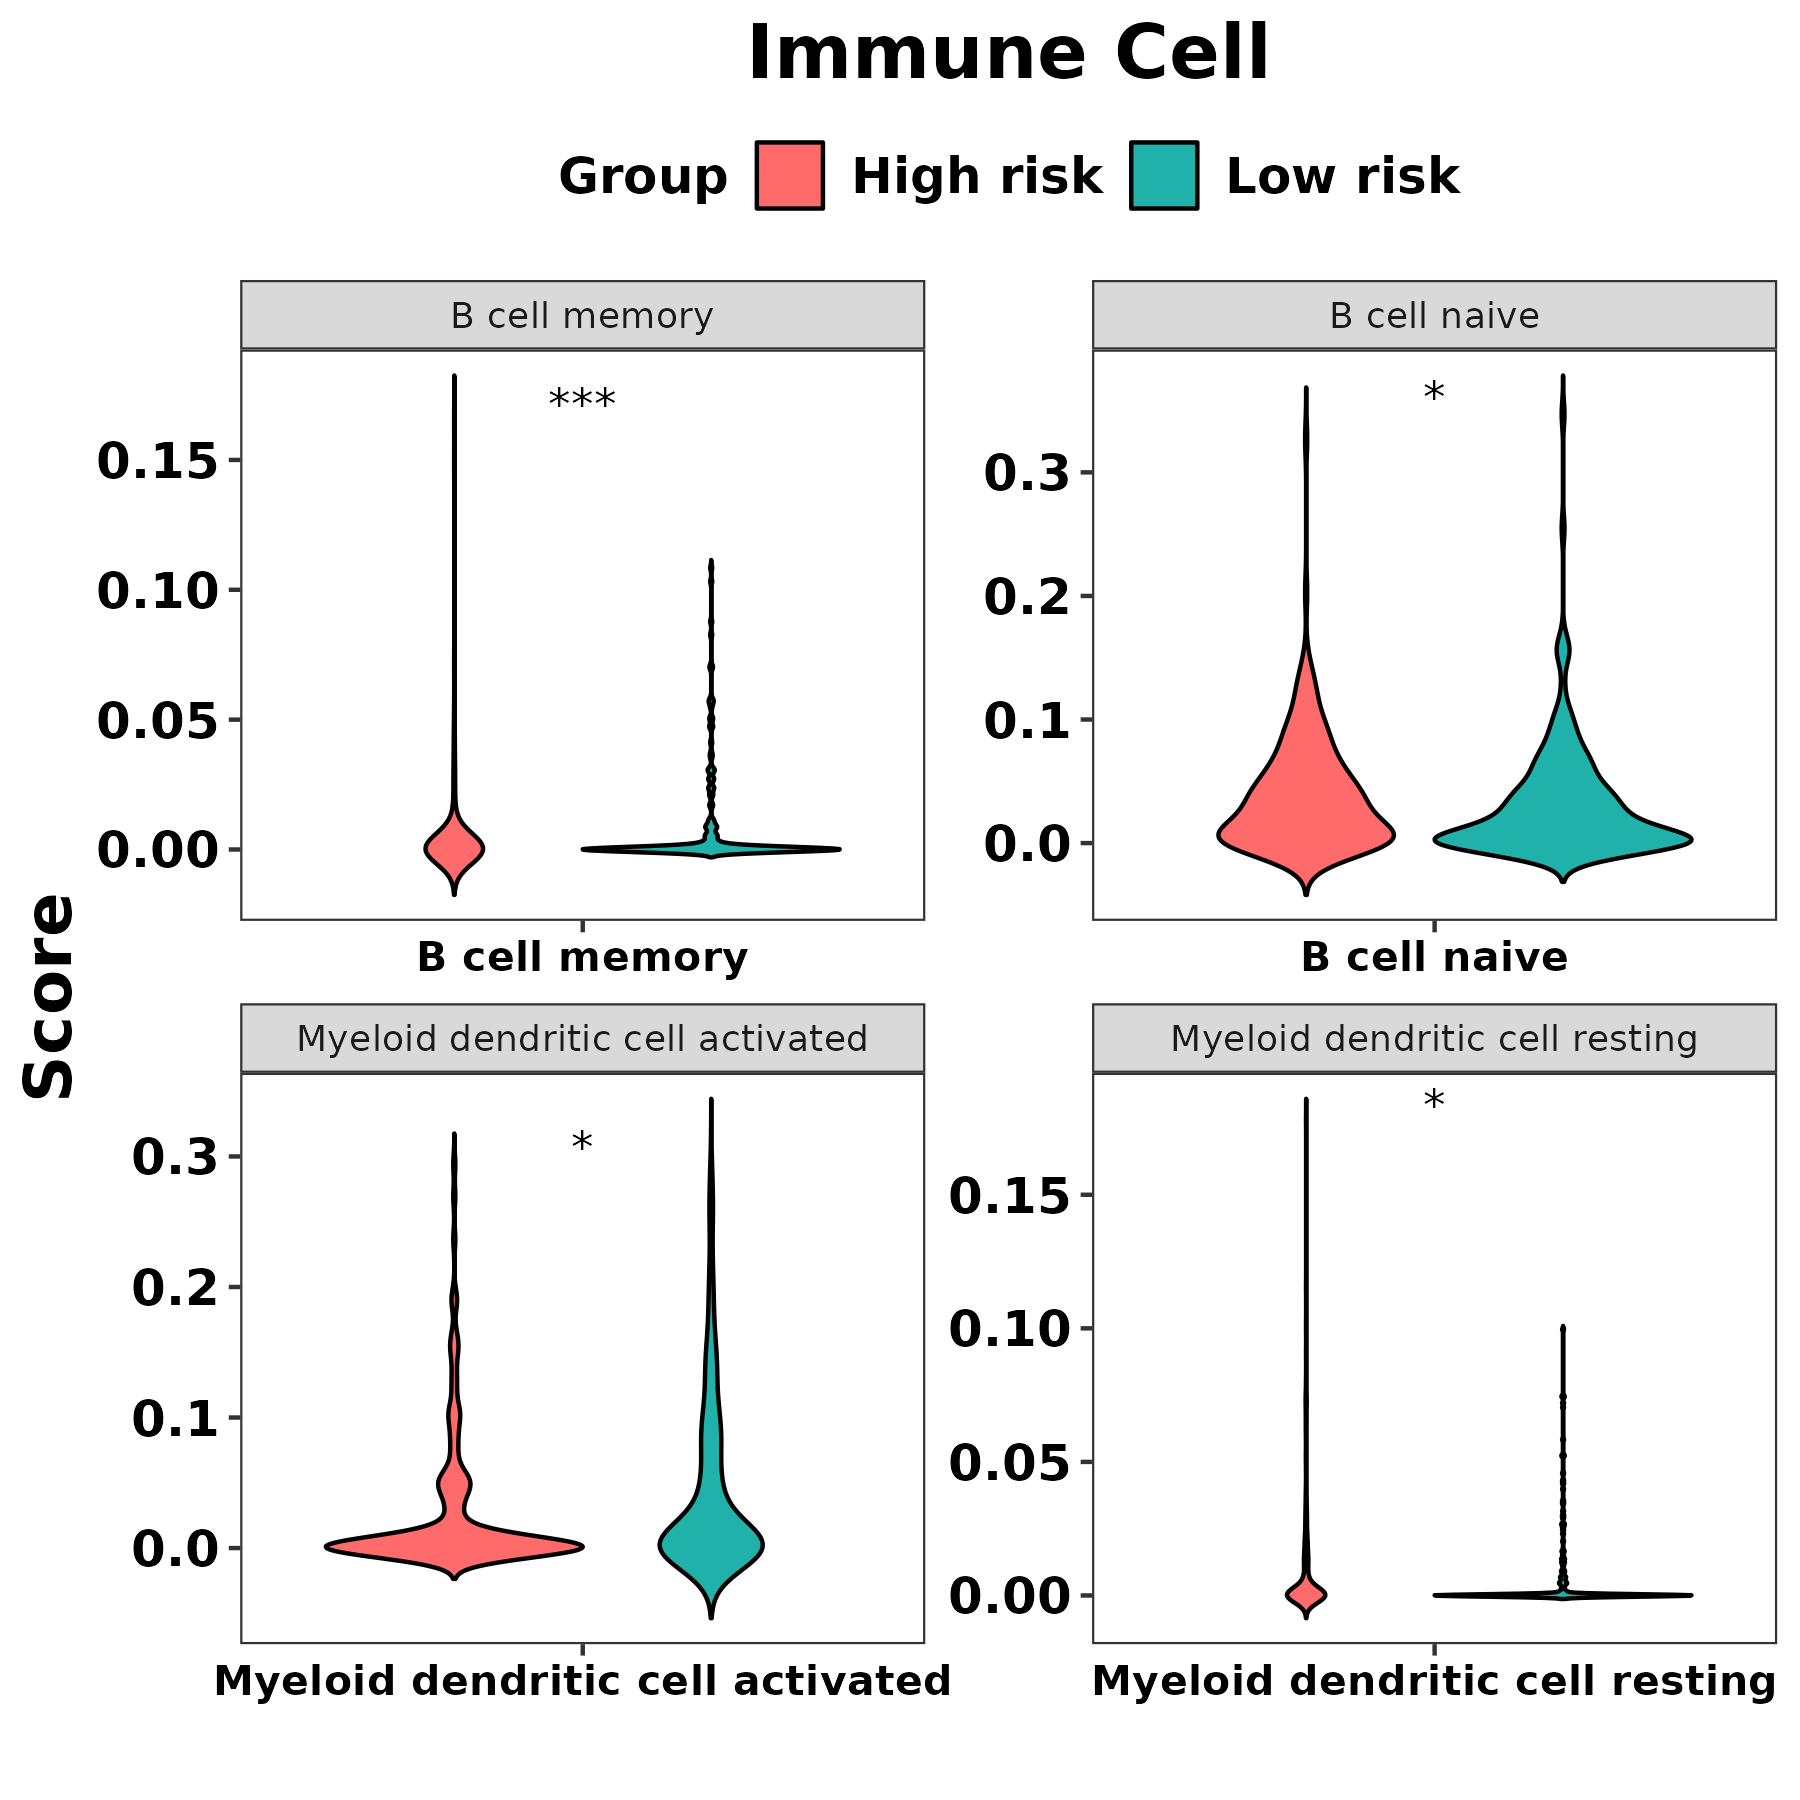 Immune Cell
Group High risk Low risk
Score
B cell memory
***
0.15
0.10
0.05
0.00
B cell memory
B cell naive
*
0.3
0.2
0.1
0.0
B cell naive
Myeloid dendritic cell activated
*
0.3
0.2
0.1
0.0
Myeloid dendritic cell activated
Myeloid dendritic cell resting
*
0.15
0.10
0.05
0.00
Myeloid dendritic cell resting